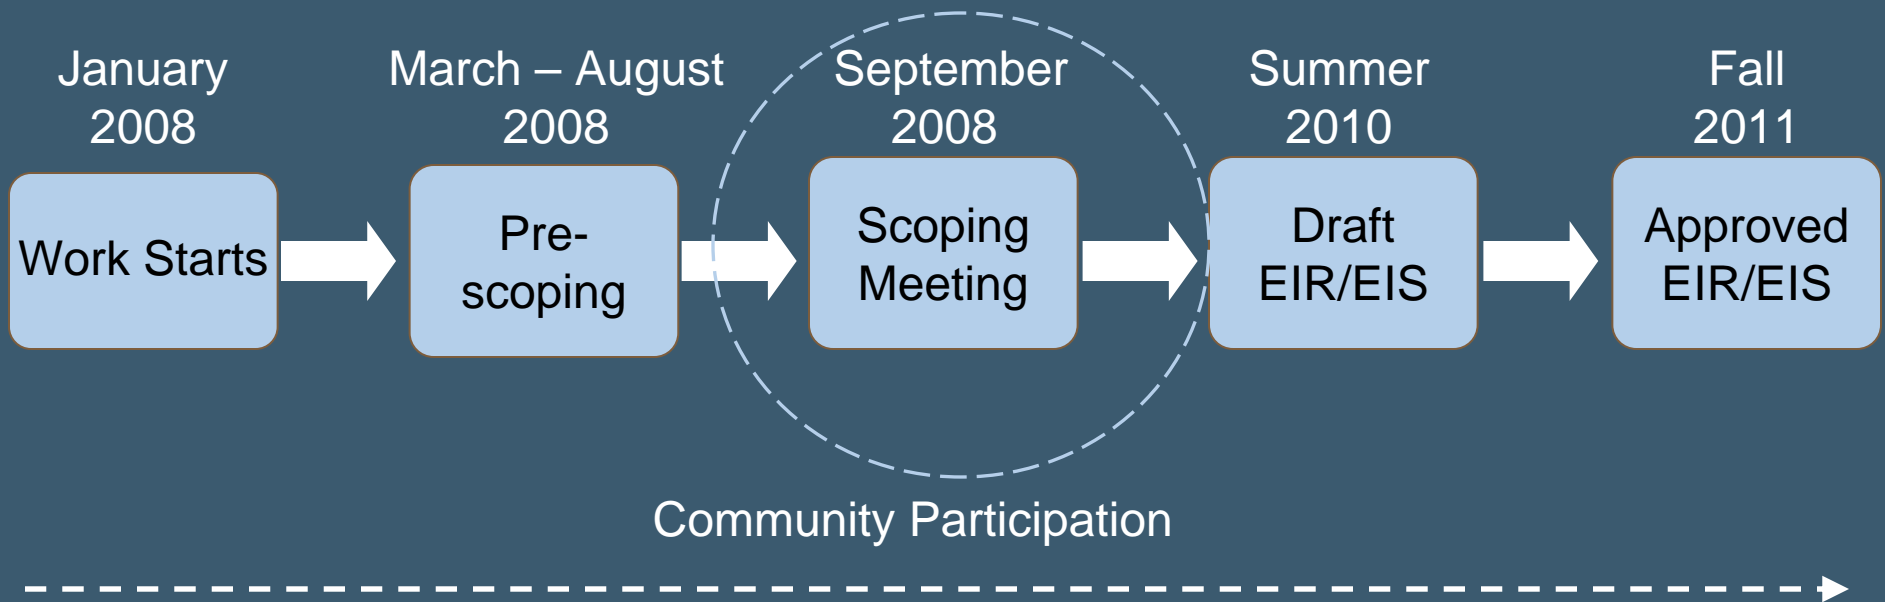 January
2008
March – August
2008
September
2008
Summer
2010
Fall
2011
Work Starts
Pre-
scoping
Scoping
Meeting
Draft
EIR/EIS
Approved
EIR/EIS
Community Participation